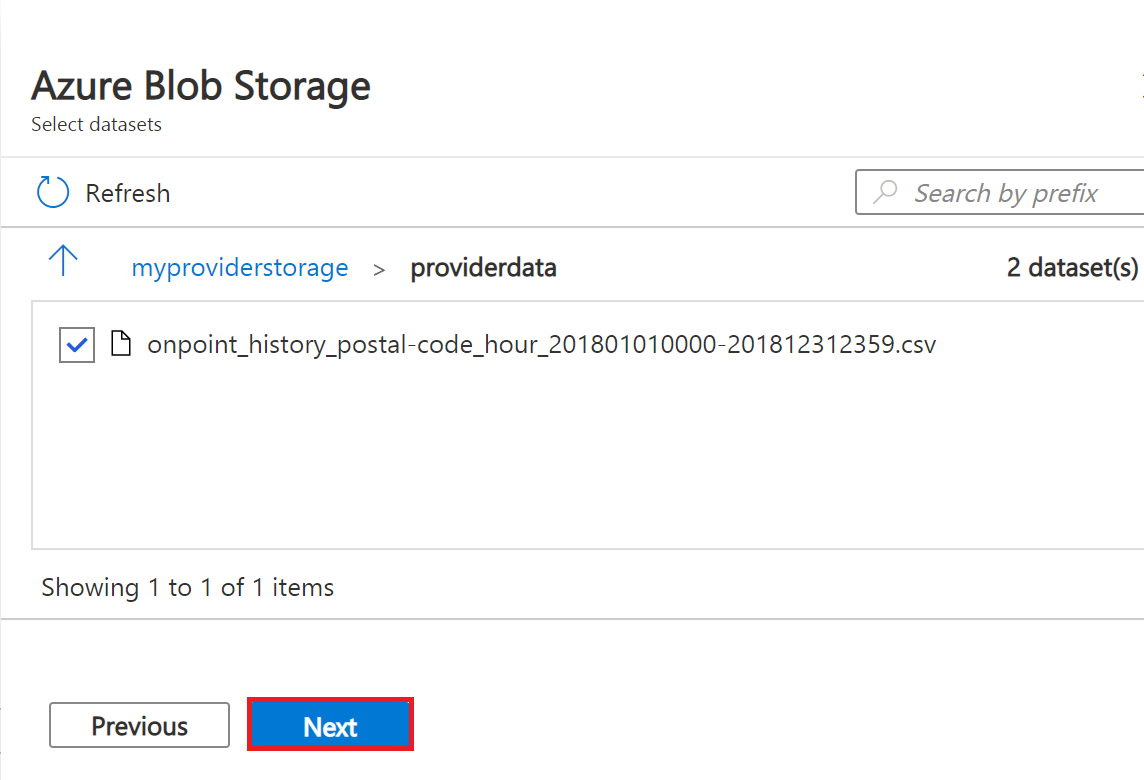 Azure Blob Storage
Select datasets
Refresh
Search by prefix
myproviderstorage > providerdata 2 dataset(s)
onpoint_history_postal-code_hour_201801010000-201812312359.csv
Showing 1 to 1 of 1 items
Previous Next